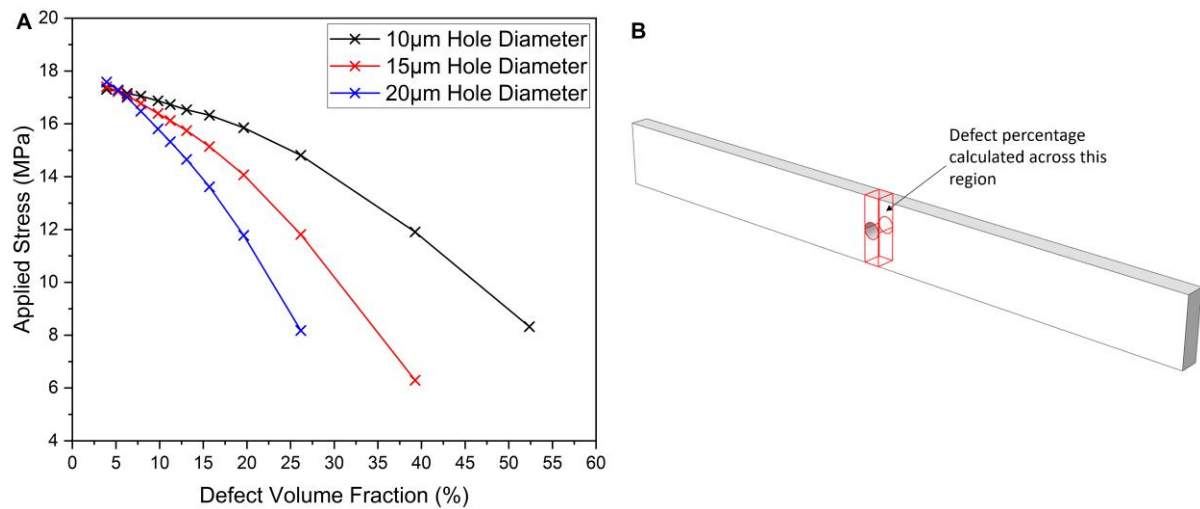 A
20
18
16
14
12
10
8
6
4
Applied Stress (MPa)
10µm Hole Diameter
15µm Hole Diameter
20µm Hole Diameter
0 5 10 15 20 25 30 35 40 45 50 55 60
Defect Volume Fraction (%)
B
Defect percentage
calculated across this
region